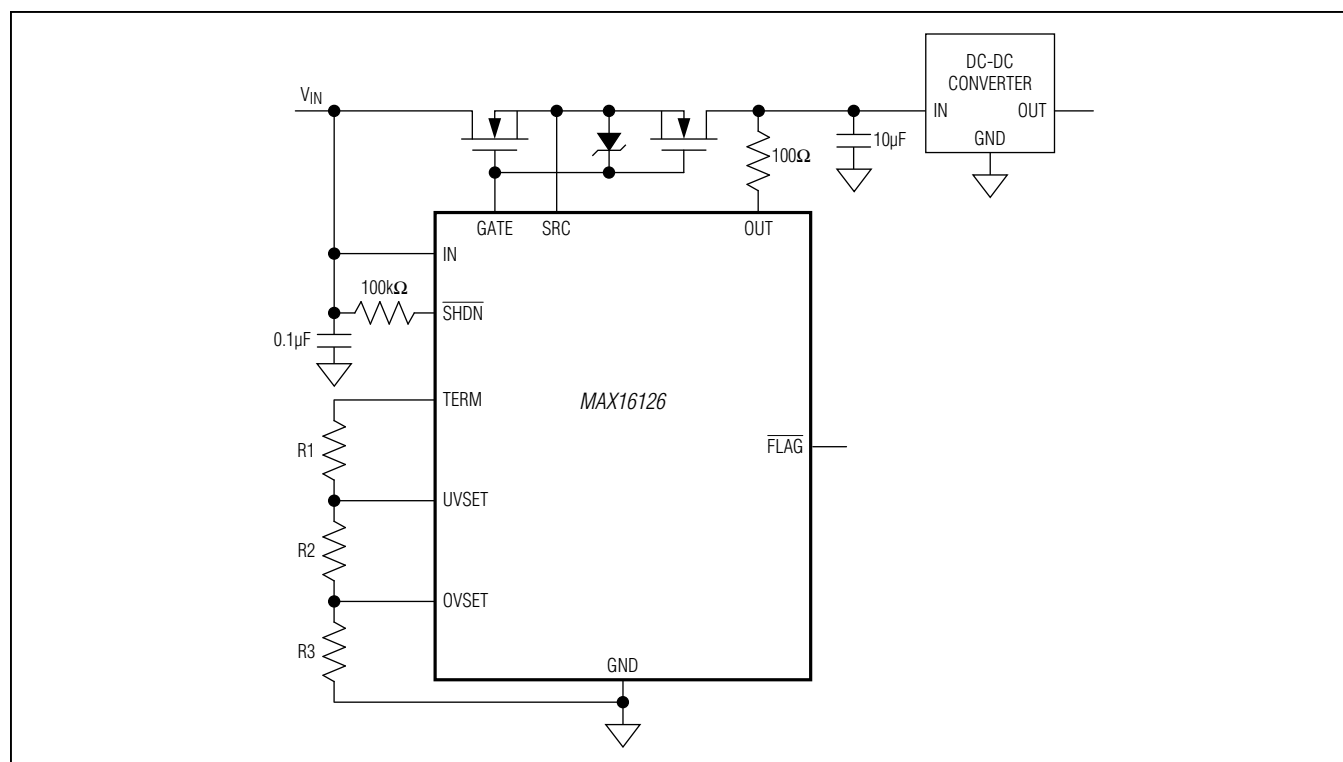 DC-DC
CONVERTER
IN
OUT
GND
V_IN
10µF
100Ω
GATE
SRC
OUT
IN
100kΩ
SHDN
0.1µF
TERM
MAX16126
R1
FLAG
UVSET
R2
OVSET
R3
GND